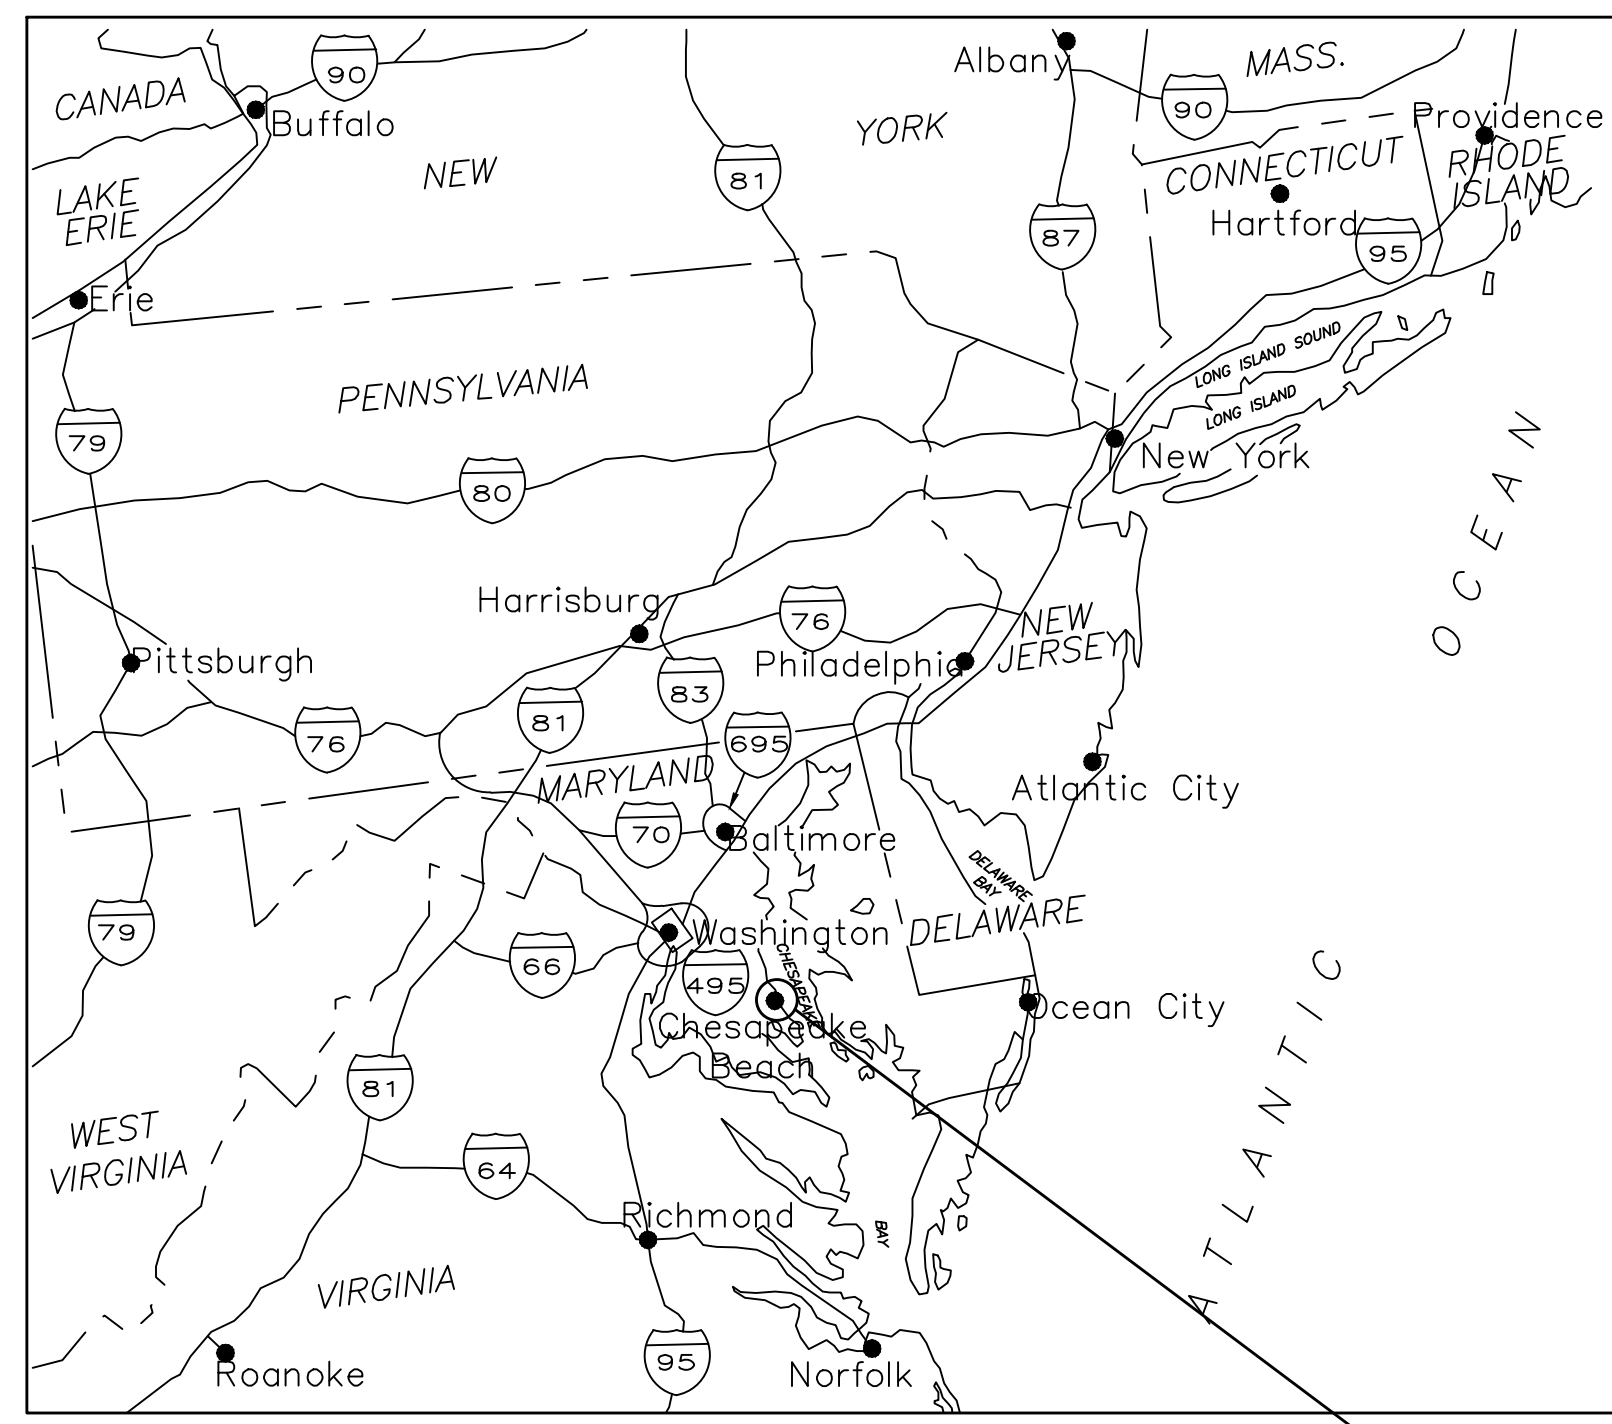 Albany
MASS.
90
CANADA
90
Buffalo
YORK
Providence
NEW
81
CONNECTICUT
RHODE
ISLAND
LAKE
ERIE
Hartford
87
95
Erie
LONG ISLAND SOUND
PENNSYLVANIA
LONG ISLAND
79
New York
80
OCEAN
Harrisburg
76
NEW
JERSEY
Pittsburgh
Philadelphia
83
81
76
695
MARYLAND
Atlantic City
70
Baltimore
DELAWARE
BAY
79
Washington
DELAWARE
66
495
CHESAPEAKE
Ocean City
Chesapeake
Beach
81
WEST
VIRGINIA
64
ATLANTIC
Richmond
BAY
VIRGINIA
95
Roanoke
Norfolk